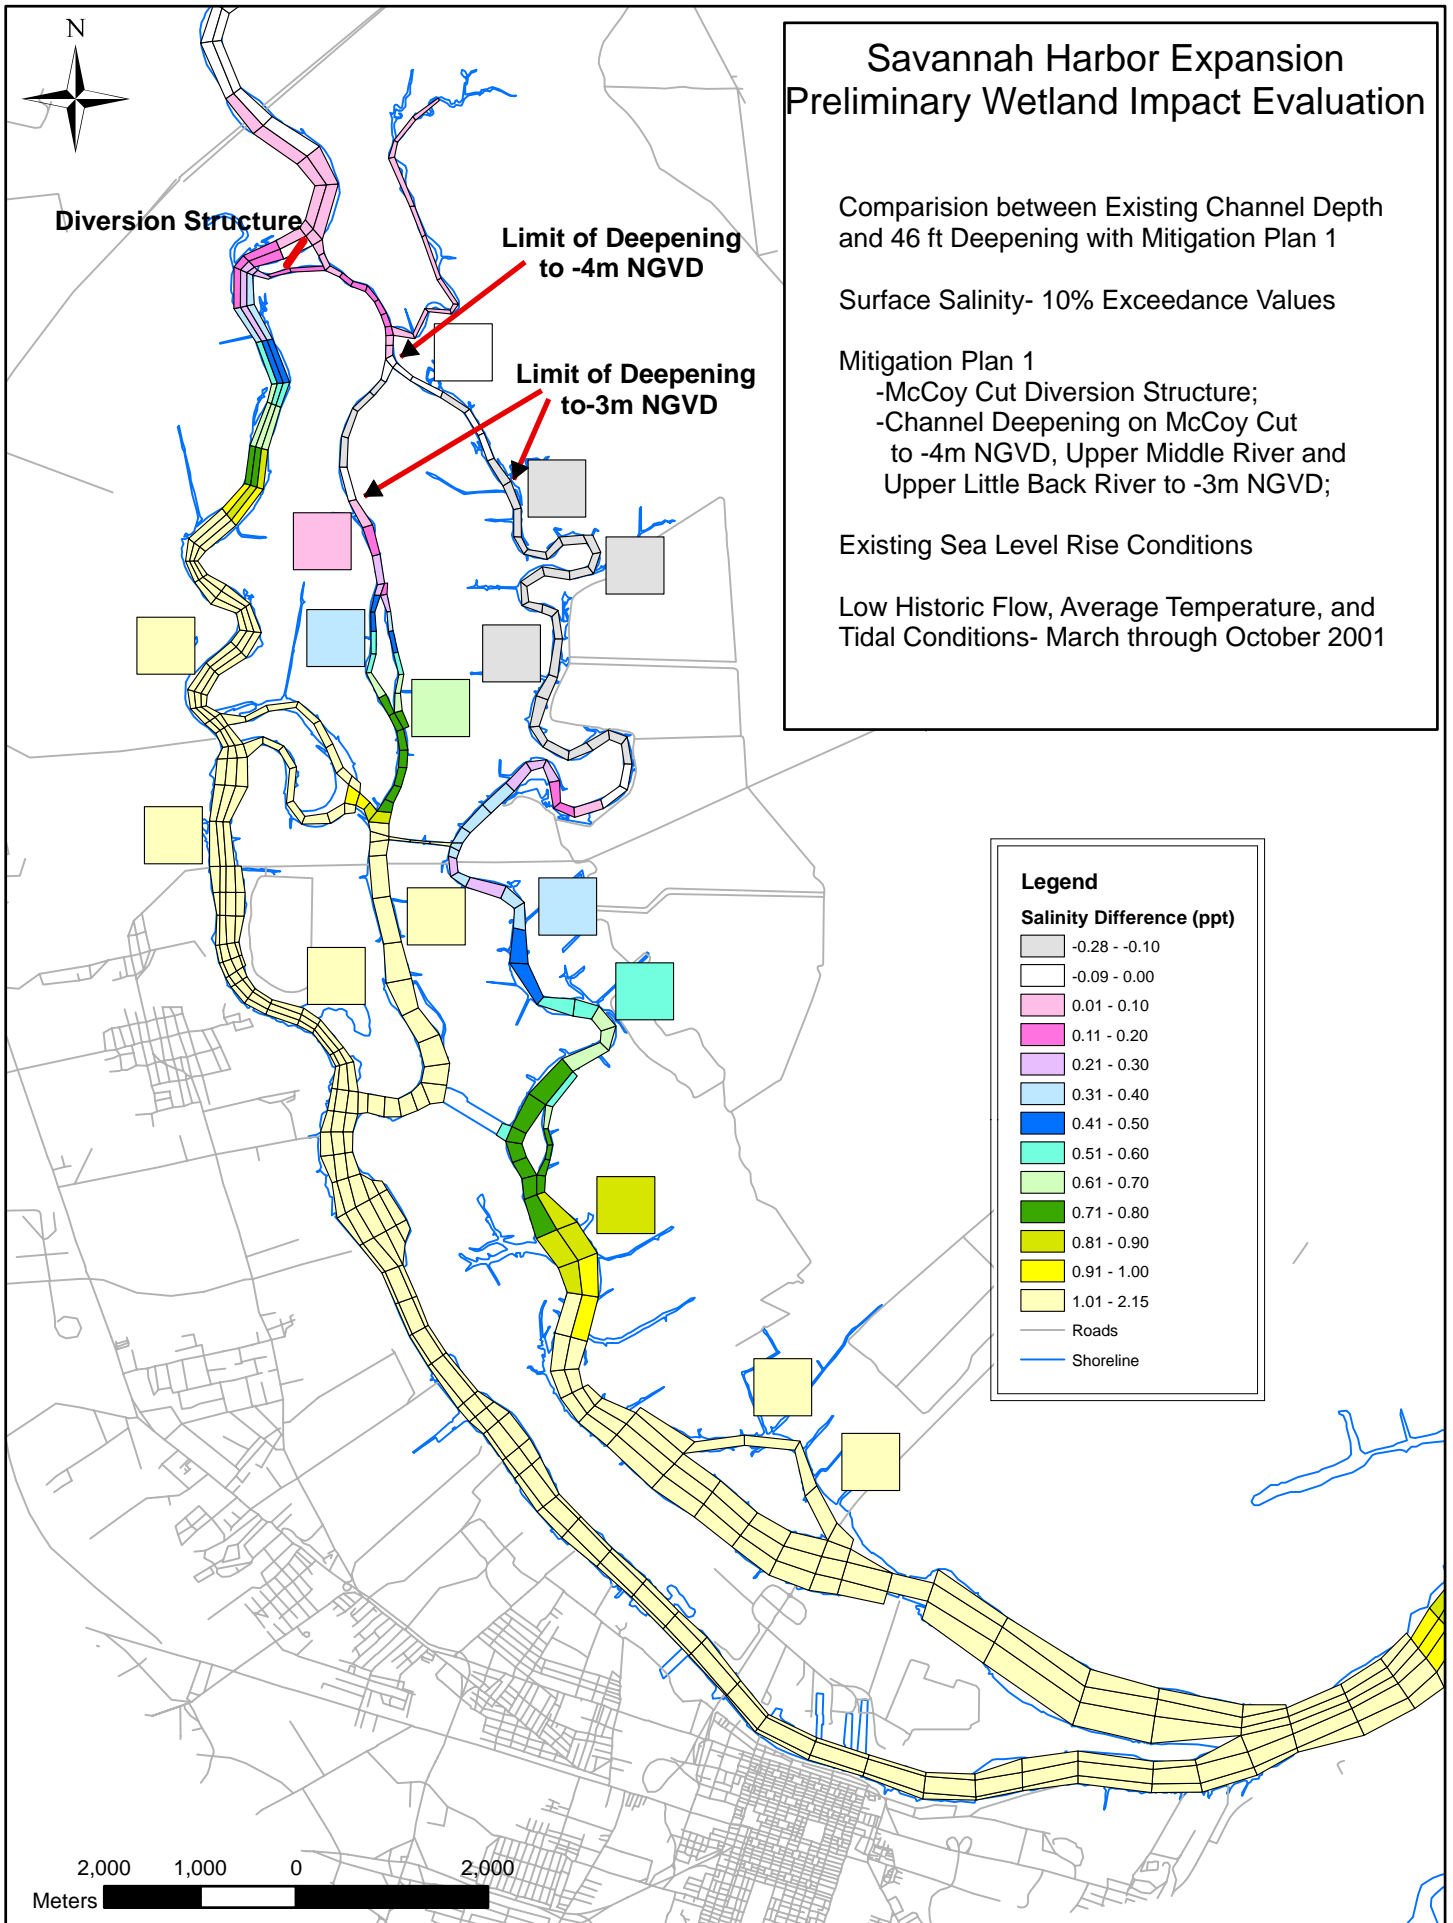 N
Savannah Harbor Expansion
Preliminary Wetland Impact Evaluation
Comparision between Existing Channel Depth
and 46 ft Deepening with Mitigation Plan 1
Surface Salinity- 10% Exceedance Values
Mitigation Plan 1
-McCoy Cut Diversion Structure;
-Channel Deepening on McCoy Cut
to -4m NGVD, Upper Middle River and
Upper Little Back River to -3m NGVD;
Existing Sea Level Rise Conditions
Low Historic Flow, Average Temperature, and
Tidal Conditions- March through October 2001
Diversion Structure
Limit of Deepening
to -4m NGVD
Limit of Deepening
to-3m NGVD
Legend
Salinity Difference (ppt)
-0.28 - -0.10
-0.09 - 0.00
0.01 - 0.10
0.11 - 0.20
0.21 - 0.30
0.31 - 0.40
0.41 - 0.50
0.51 - 0.60
0.61 - 0.70
0.71 - 0.80
0.81 - 0.90
0.91 - 1.00
1.01 - 2.15
Roads
Shoreline
2,000 1,000 0 2,000
Meters